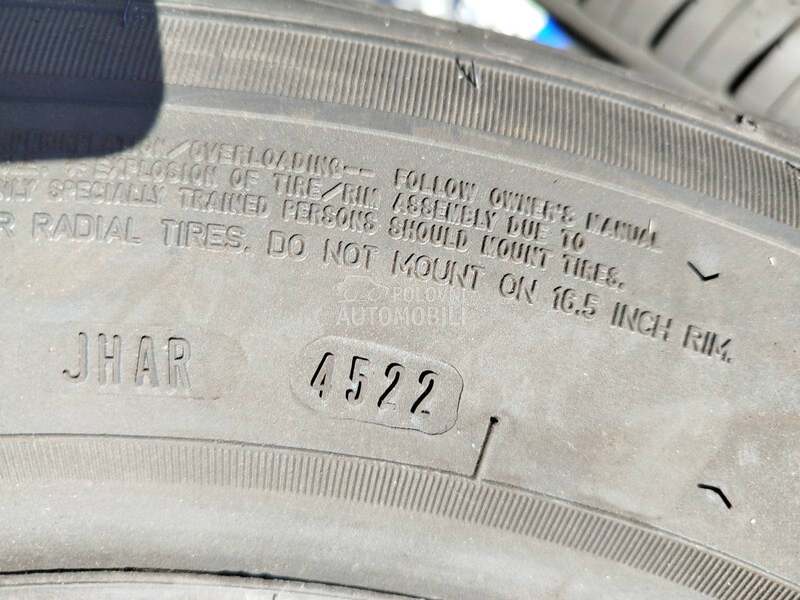 /OVERLOADING-- FOLLOW OWNER'S MANUAL
EXPLOSION OF TIRE/RIM ASSEMBLY DUE TO
ONLY SPECIALLY TRAINED PERSONS SHOULD MOUNT TIRES.
RADIAL TIRES. DO NOT MOUNT ON 16.5 INCH RIM.
POLOVNI
AUTOMOBILI
JHAR 4522